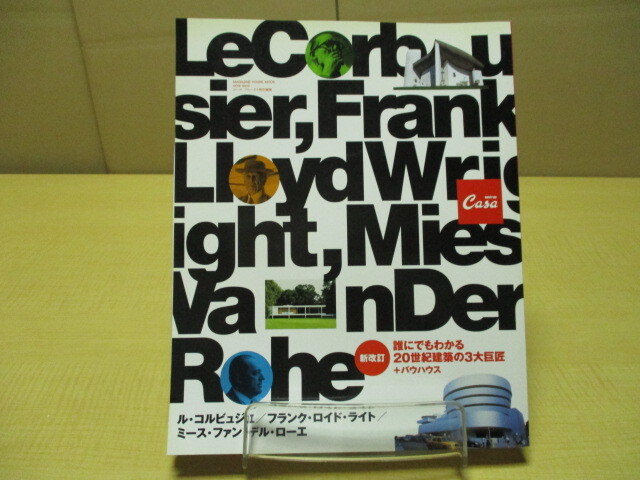 LeCorbu
sier, Frank
LloydWrig
Casa
ight, Mies
VanDer
Rohe
新改訂
誰にでもわかる
20世紀建築の3大巨匠
+バウハウス
ル・コルビュジエ/フランク・ロイド・ライト/
ミース・ファン・デル・ローエ